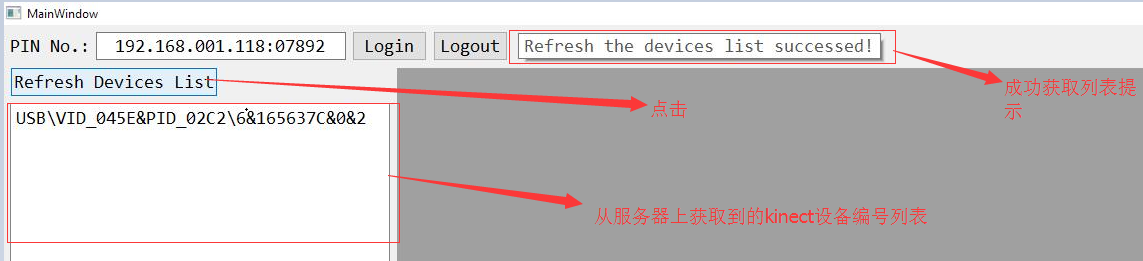 MainWindow
PIN No.: 192.168.001.118:07892 Login Logout Refresh the devices list successed!
Refresh Devices List
成功获取列表提
示
点击
USB\VID_045E&PID_02C2\6&165637C&0&2
从服务器上获取到的kinect设备编号列表